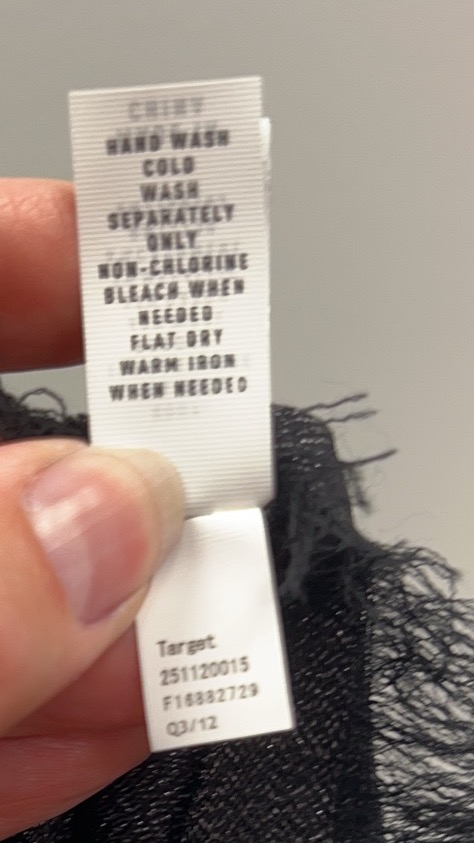 HAND WASH
COLD
WASH
SEPARATELY
ONLY
NON-CHLORINE
BLEACH WHEN
NEEDED
FLAT DRY
WARM IRON
WHEN NEEDED
Target
251120015
F16882729
Q3/12